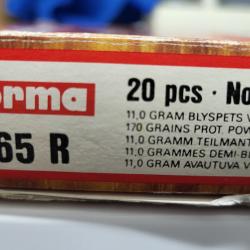 orma
65 R
20 pcs · No
11,0 GRAM BLYSPETS
170 GRAINS PROT. POW
11,0 GRAMM TEILMANT
11,0 GRAMMES DEMI-B
11,0 GRAM AVAUTUVA